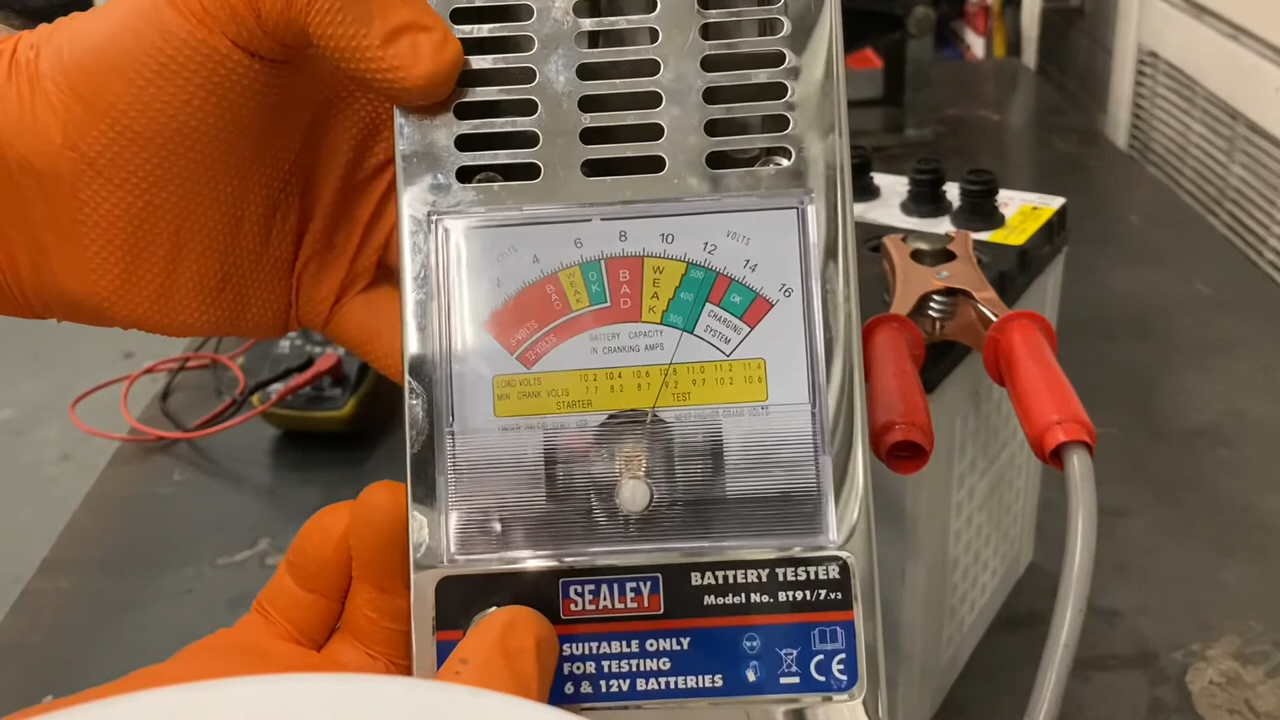 VOLTS VOLTS
2 4 6 8 10 12 14 16
BAD WEAK OK BAD WEAK 500 400 300 OK
6-VOLTS
12-VOLTS
CHARGING
SYSTEM
BATTERY CAPACITY
IN CRANKING AMPS
LOAD VOLTS 10.2 10.4 10.6 10.8 11.0 11.2 11.4
MIN CRANK VOLTS 7.7 8.2 8.7 9.2 9.7 10.2 10.6
STARTER TEST
NEXT HIGHER CRANK VOLTS
SEALEY
BATTERY TESTER
Model No. BT91/7.V3
SUITABLE ONLY
FOR TESTING
6 & 12V BATTERIES
CE